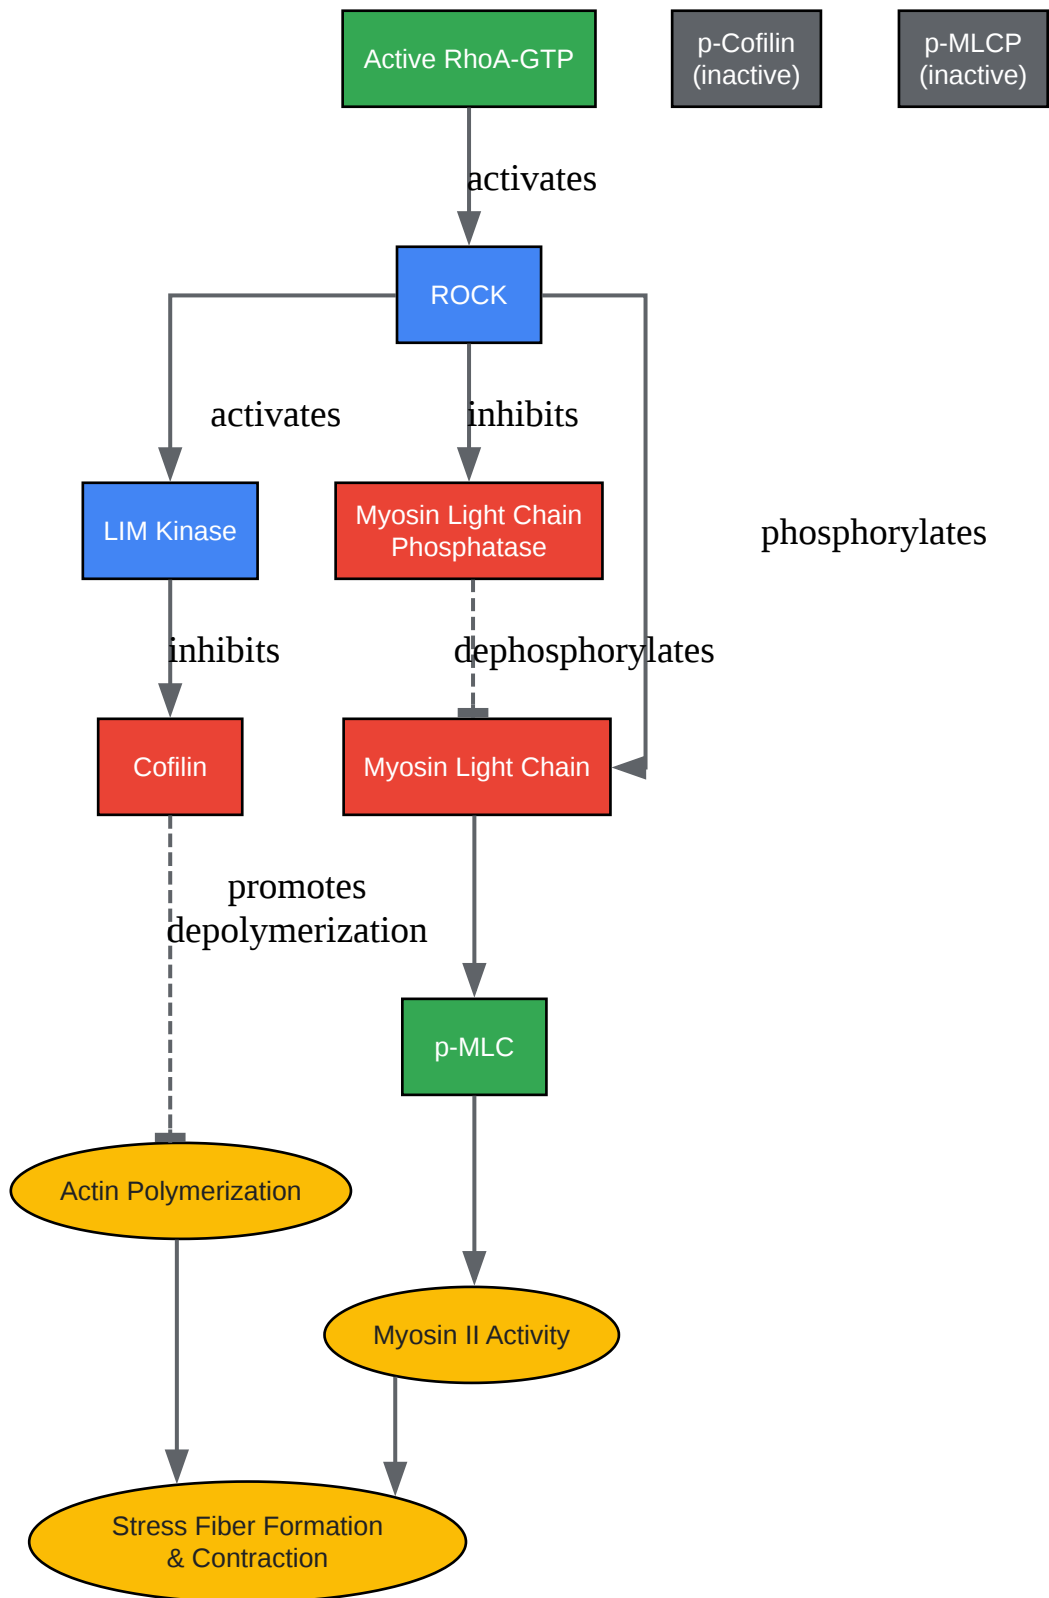 Active RhoA-GTP
p-Cofilin
(inactive)
p-MLCP
(inactive)
activates
ROCK
activates
inhibits
LIM Kinase
Myosin Light Chain
Phosphatase
phosphorylates
inhibits
dephosphorylates
Cofilin
Myosin Light Chain
promotes
depolymerization
p-MLC
Actin Polymerization
Myosin II Activity
Stress Fiber Formation
& Contraction